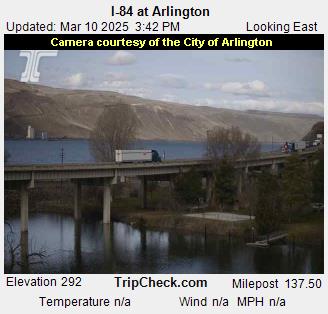 I-84 at Arlington
Updated: Mar 10 2025 3:42 PM Looking East
Camera courtesy of the City of Arlington
Elevation 292 TripCheck.com Milepost 137.50
Temperature n/a Wind n/a MPH n/a